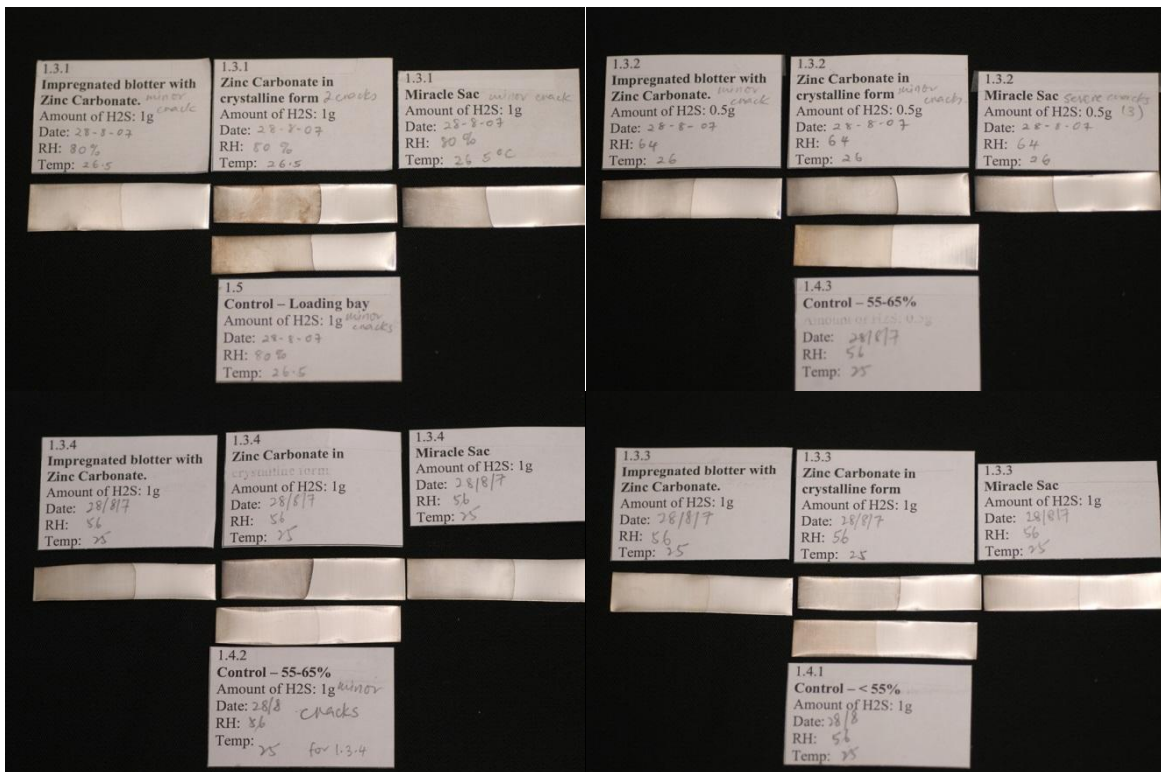 1.3.1
Impregnated blotter with
Zinc Carbonate. minor
crack
Amount of H2S: 1g
Date: 28-8-07
RH: 80%
Temp: 26.5
1.3.1
Zinc Carbonate in
crystalline form 2 cracks
Amount of H2S: 1g
Date: 28-8-07
RH: 80 %
Temp: 26.5
1.3.1
Miracle Sac minor crack
Amount of H2S: 1g
Date: 28-8-07
RH: 80 %
Temp: 26 5°C
1.5
Control – Loading bay
Amount of H2S: 1g minor
cracks
Date: 28-8-07
RH: 80%
Temp: 26.5
1.3.2
Impregnated blotter with
Zinc Carbonate. minor
crack
Amount of H2S: 0.5g
Date: 28-8-07
RH: 64
Temp: 26
1.3.2
Zinc Carbonate in
crystalline form minor
cracks.
Amount of H2S: 0.5g
Date: 28-8-07
RH: 64
Temp: 26
1.3.2
Miracle Sac severe cracks
Amount of H2S: 0.5g (3)
Date: 28-8-07
RH: 64
Temp: 26
1.4.3
Control – 55-65%
Amount of H2S: 0.5g
Date: 28/8/7
RH: 56
Temp: 25
1.3.4
Impregnated blotter with
Zinc Carbonate.
Amount of H2S: 1g
Date: 28/8/7
RH: 56
Temp: 25
1.3.4
Zinc Carbonate in
crystalline form
Amount of H2S: 1g
Date: 28/8/7
RH: 56
Temp: 25
1.3.4
Miracle Sac
Amount of H2S: 1g
Date: 28/8/7
RH: 56
Temp: 25
1.4.2
Control – 55-65%
Amount of H2S: 1g minor
Date: 28/8 cracks
RH: 56
Temp:
25 for 1.3.4
1.3.3
Impregnated blotter with
Zinc Carbonate.
Amount of H2S: 1g
Date: 28/8/7
RH: 56
Temp: 25
1.3.3
Zinc Carbonate in
crystalline form
Amount of H2S: 1g
Date: 28/8/7
RH: 56
Temp: 25
1.3.3
Miracle Sac
Amount of H2S: 1g
Date: 28/8/7
RH: 56
Temp: 25
1.4.1
Control – < 55%
Amount of H2S: 1g
Date: 28/8
RH: 56
Temp: 25